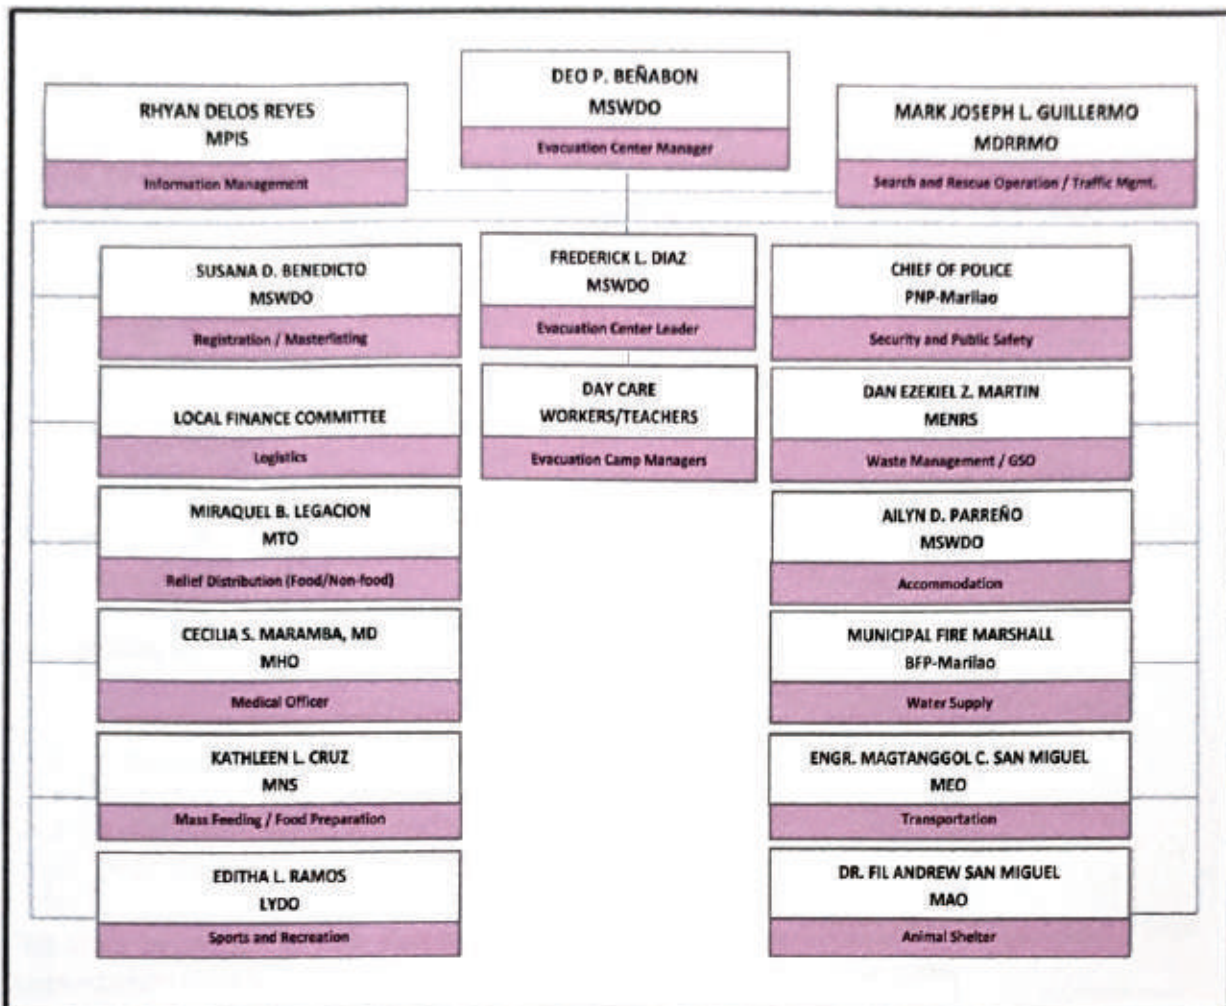 DEO P. BEÑABON
MSWDO
Evacuation Center Manager
RHYAN DELOS REYES
MPIS
Information Management
MARK JOSEPH L. GUILLERMO
MDRRMO
Search and Rescue Operation / Traffic Mgmt.
SUSANA D. BENEDICTO
MSWDO
Registration / Masterlisting
FREDERICK L. DIAZ
MSWDO
Evacuation Center Leader
CHIEF OF POLICE
PNP-Marilao
Security and Public Safety
LOCAL FINANCE COMMITTEE
Logistics
DAY CARE
WORKERS/TEACHERS
Evacuation Camp Managers
DAN EZEKIEL Z. MARTIN
MENRS
Waste Management / GSO
MIRAQUEL B. LEGACION
MTO
Relief Distribution (Food/Non-food)
AILYN D. PARREÑO
MSWDO
Accommodation
CECILIA S. MARAMBA, MD
MHO
Medical Officer
MUNICIPAL FIRE MARSHALL
BFP-Marilao
Water Supply
KATHLEEN L. CRUZ
MNS
Mass Feeding / Food Preparation
ENGR. MAGTANGGOL C. SAN MIGUEL
MEO
Transportation
EDITHA L. RAMOS
LYDO
Sports and Recreation
DR. FIL ANDREW SAN MIGUEL
MAO
Animal Shelter